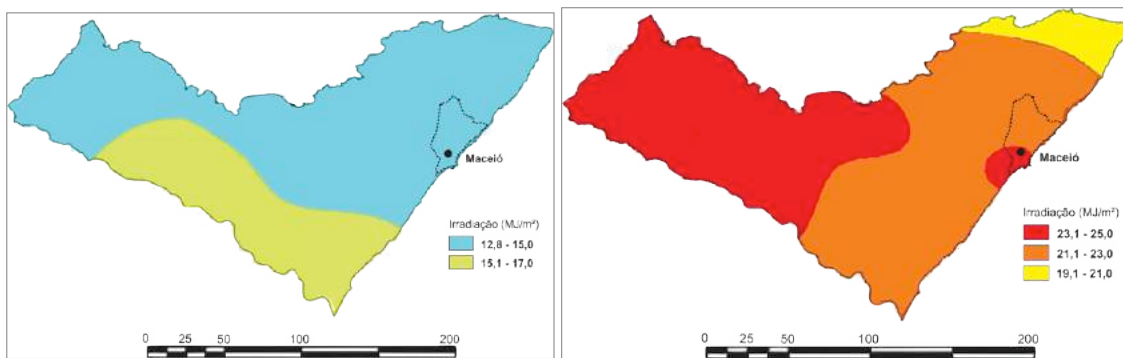 Maceió
Irradiação (MJ/m²)
12,8 - 15,0
15,1 - 17,0
0 25 50 100 200
Maceió
Irradiação (MJ/m²)
23,1 - 25,0
21,1 - 23,0
19,1 - 21,0
0 25 50 100 200